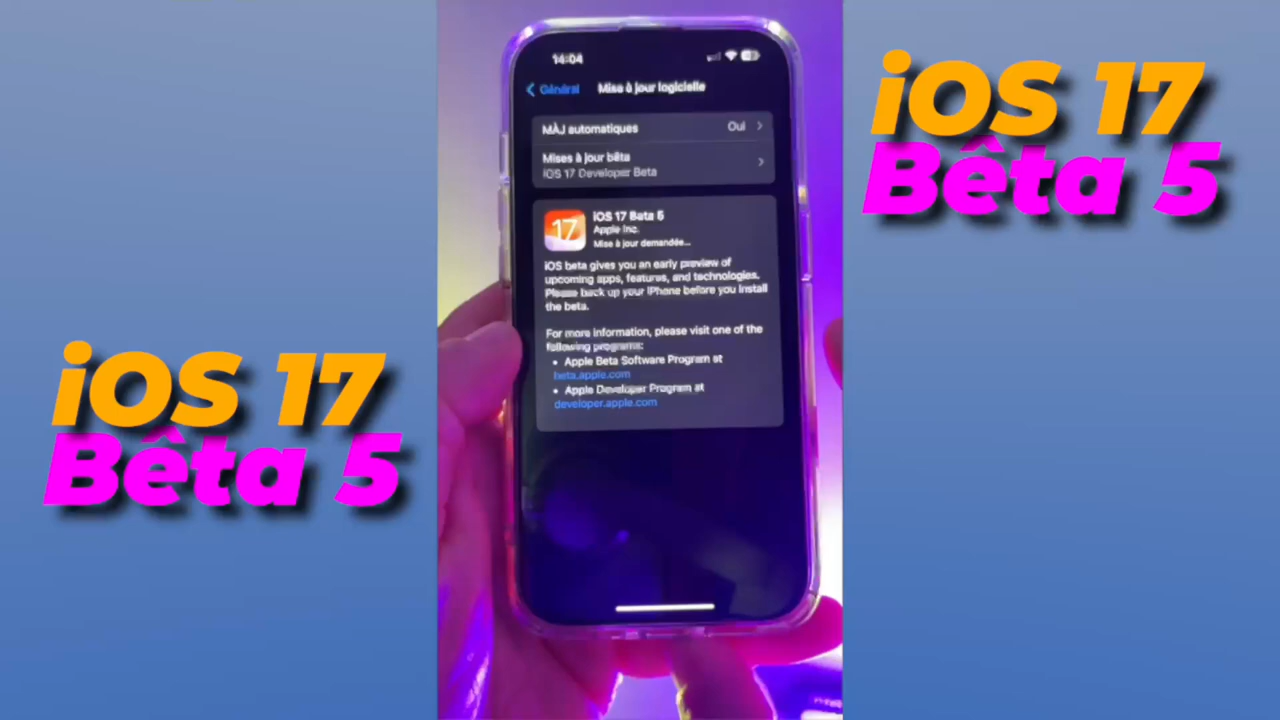 14:04
Général
Mise à jour logicielle
MÀJ automatiques
Oui
Mises à jour bêta
iOS 17 Developer Beta
17
iOS 17 Beta 5
Apple Inc.
Mise à jour demandée...
iOS beta gives you an early preview of
upcoming apps, features, and technologies.
Please back up your iPhone before you install
the beta.
For more information, please visit one of the
following programs:
• Apple Beta Software Program at
beta.apple.com
• Apple Developer Program at
developer.apple.com
iOS 17
Bêta 5
iOS 17
Bêta 5